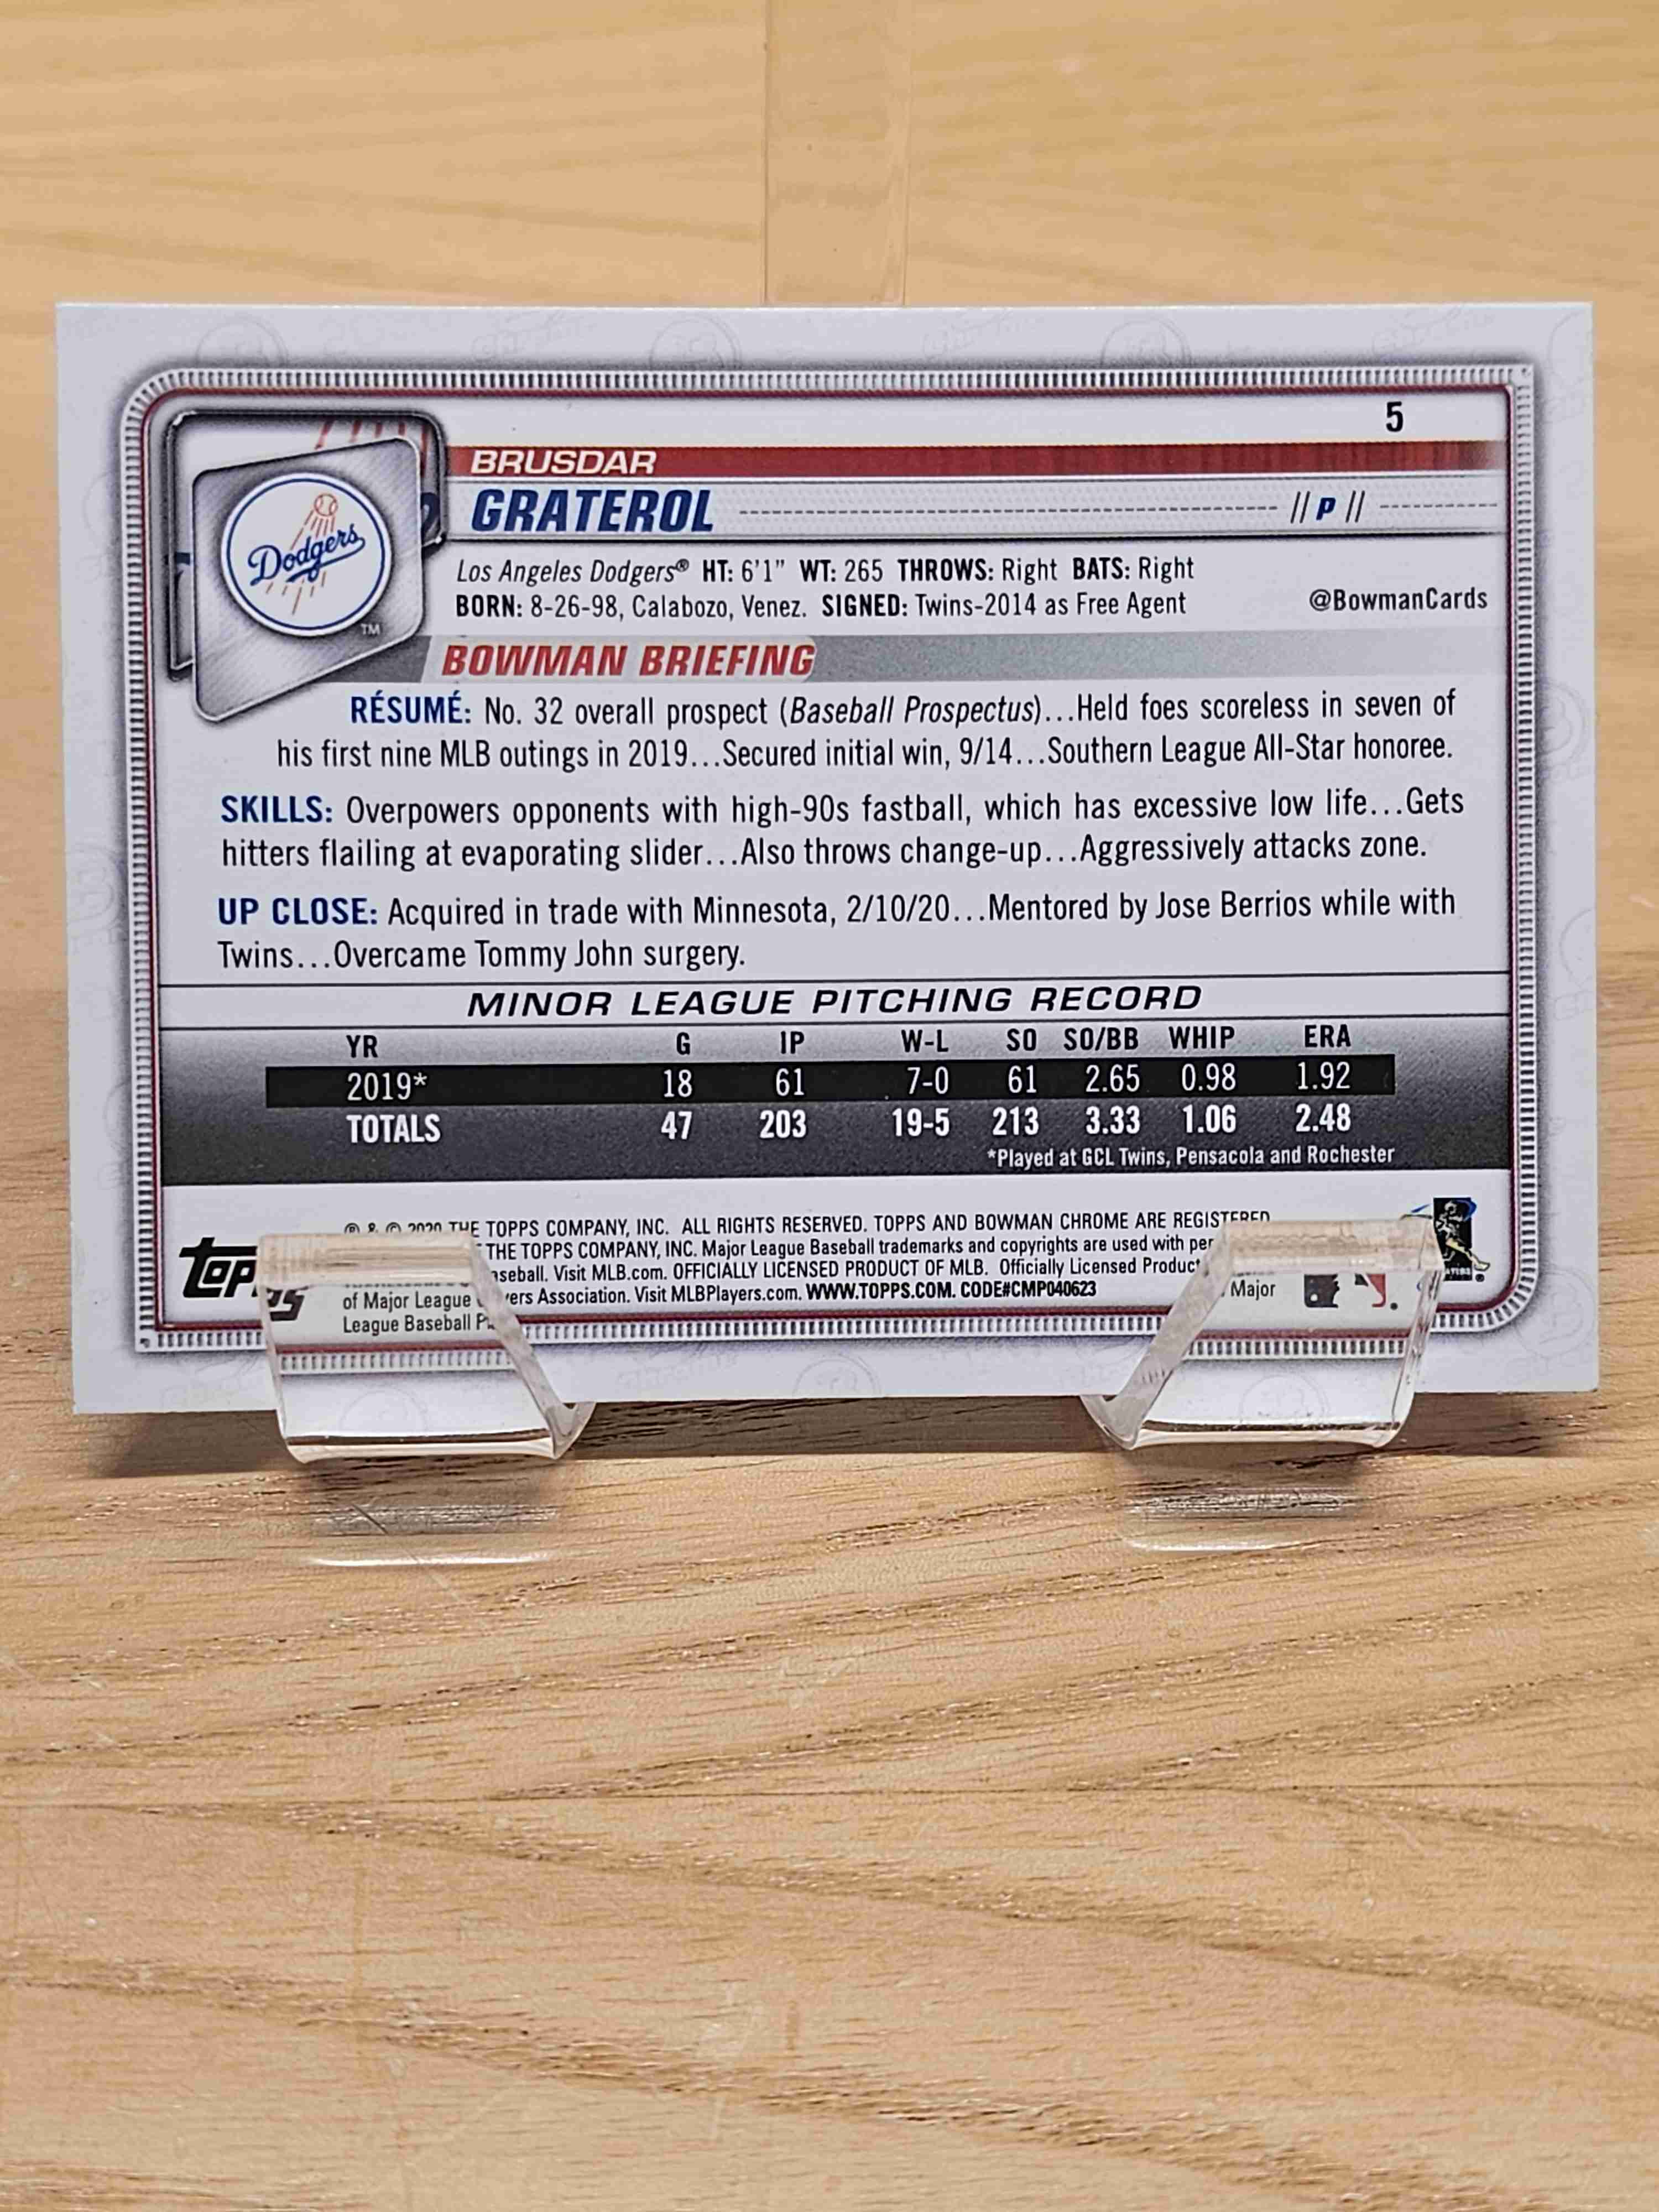 5
BRUSDAR
GRATEROL
// P //
Dodgers
TM
Los Angeles Dodgers® HT: 6'1" WT: 265 THROWS: Right BATS: Right
BORN: 8-26-98, Calabozo, Venez. SIGNED: Twins-2014 as Free Agent
@BowmanCards
BOWMAN BRIEFING
RÉSUMÉ: No. 32 overall prospect (Baseball Prospectus)...Held foes scoreless in seven of
his first nine MLB outings in 2019...Secured initial win, 9/14...Southern League All-Star honoree.
SKILLS: Overpowers opponents with high-90s fastball, which has excessive low life...Gets
hitters flailing at evaporating slider...Also throws change-up...Aggressively attacks zone.
UP CLOSE: Acquired in trade with Minnesota, 2/10/20...Mentored by Jose Berrios while with
Twins...Overcame Tommy John surgery.
MINOR LEAGUE PITCHING RECORD
YR G IP W-L SO SO/BB WHIP ERA
2019* 18 61 7-0 61 2.65 0.98 1.92
TOTALS 47 203 19-5 213 3.33 1.06 2.48
*Played at GCL Twins, Pensacola and Rochester
® & © 2020 THE TOPPS COMPANY, INC. ALL RIGHTS RESERVED. TOPPS AND BOWMAN CHROME ARE REGISTERED
THE TOPPS COMPANY, INC. Major League Baseball trademarks and copyrights are used with
Visit MLB.com. OFFICIALLY LICENSED PRODUCT OF MLB. Officially Licensed
of Major League Association. Visit MLBPlayers.com. WWW.TOPPS.COM. CODE#CMP040623 Major
League Baseball
topps